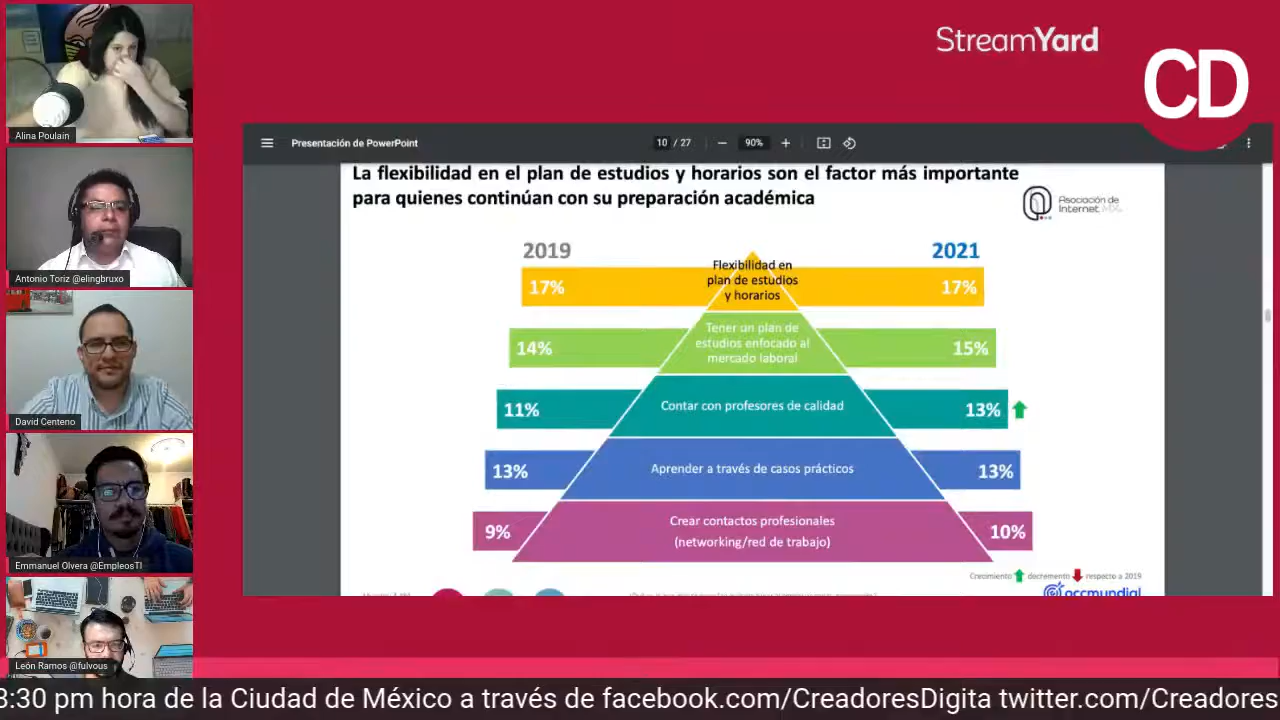 StreamYard
CD
Alina Poulain
Antonio Toriz @elingbruxo
David Centeno
Emmanuel Olvera @EmpleosTI
León Ramos @fulvous
Presentación de PowerPoint
10 / 27
90%
La flexibilidad en el plan de estudios y horarios son el factor más importante
para quienes continúan con su preparación académica
Asociación de
Internet MX
2019
2021
17%
Flexibilidad en
plan de estudios
y horarios
17%
14%
Tener un plan de
estudios enfocado al
mercado laboral
15%
11%
Contar con profesores de calidad
13%
13%
Aprender a través de casos prácticos
13%
9%
Crear contactos profesionales
(networking/red de trabajo)
10%
Crecimiento decremento respecto a 2019
occmundial
:30 pm hora de la Ciudad de México a través de facebook.com/CreadoresDigita twitter.com/Creadores